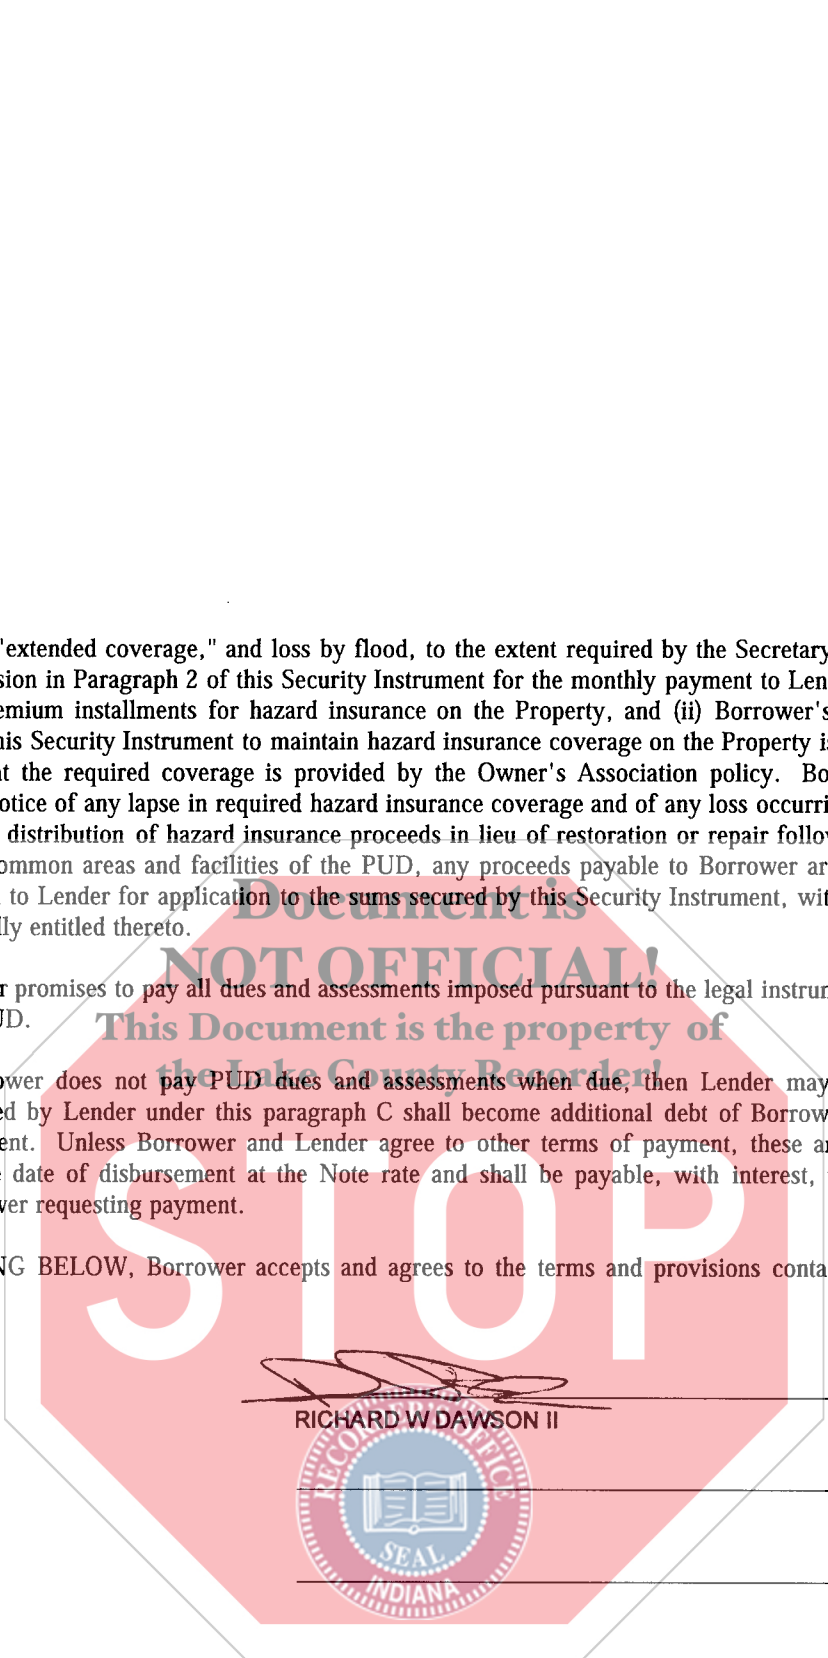 "extended coverage," and loss by flood, to the extent required by the Secretary
sion in Paragraph 2 of this Security Instrument for the monthly payment to Len
emium installments for hazard insurance on the Property, and (ii) Borrower's
his Security Instrument to maintain hazard insurance coverage on the Property is
at the required coverage is provided by the Owner's Association policy. Bo
otice of any lapse in required hazard insurance coverage and of any loss occurri
distribution of hazard insurance proceeds in lieu of restoration or repair follo
ommon areas and facilities of the PUD, any proceeds payable to Borrower ar
to Lender for application to the sums secured by this Security Instrument, wit
lly entitled thereto.
Document is
NOT OFFICIAL!
This Document is the property of
the Lake County Recorder!
r promises to pay all dues and assessments imposed pursuant to the legal instrum
UD.
ower does not pay PUD dues and assessments when due, then Lender may
ed by Lender under this paragraph C shall become additional debt of Borrow
ent. Unless Borrower and Lender agree to other terms of payment, these a
date of disbursement at the Note rate and shall be payable, with interest,
ver requesting payment.
STOP
NG BELOW, Borrower accepts and agrees to the terms and provisions conta
RICHARD W DAWSON II
RECORDER'S OFFICE
SEAL
INDIANA